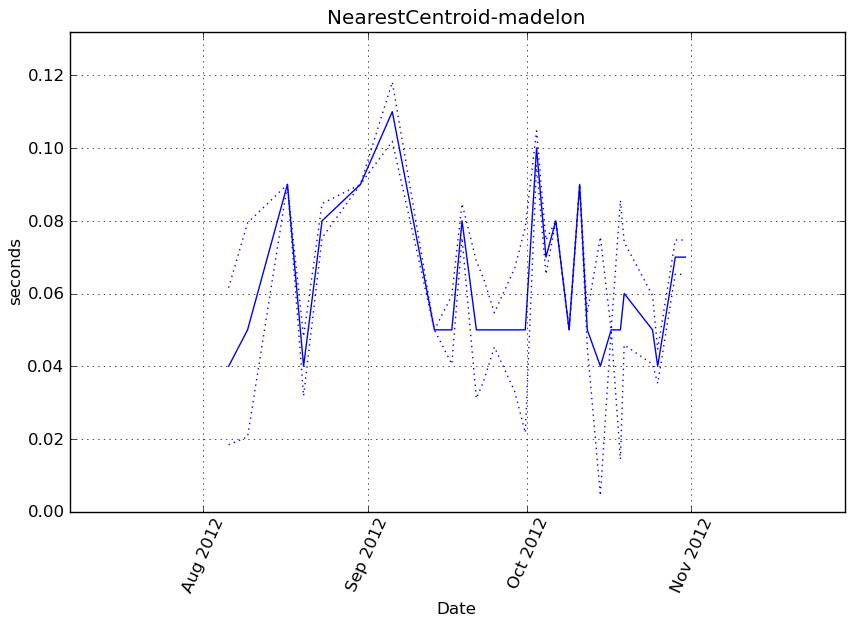 NearestCentroid-madelon
0.12
0.10
0.08
0.06
0.04
0.02
0.00
seconds
Aug 2012
Sep 2012
Oct 2012
Nov 2012
Date